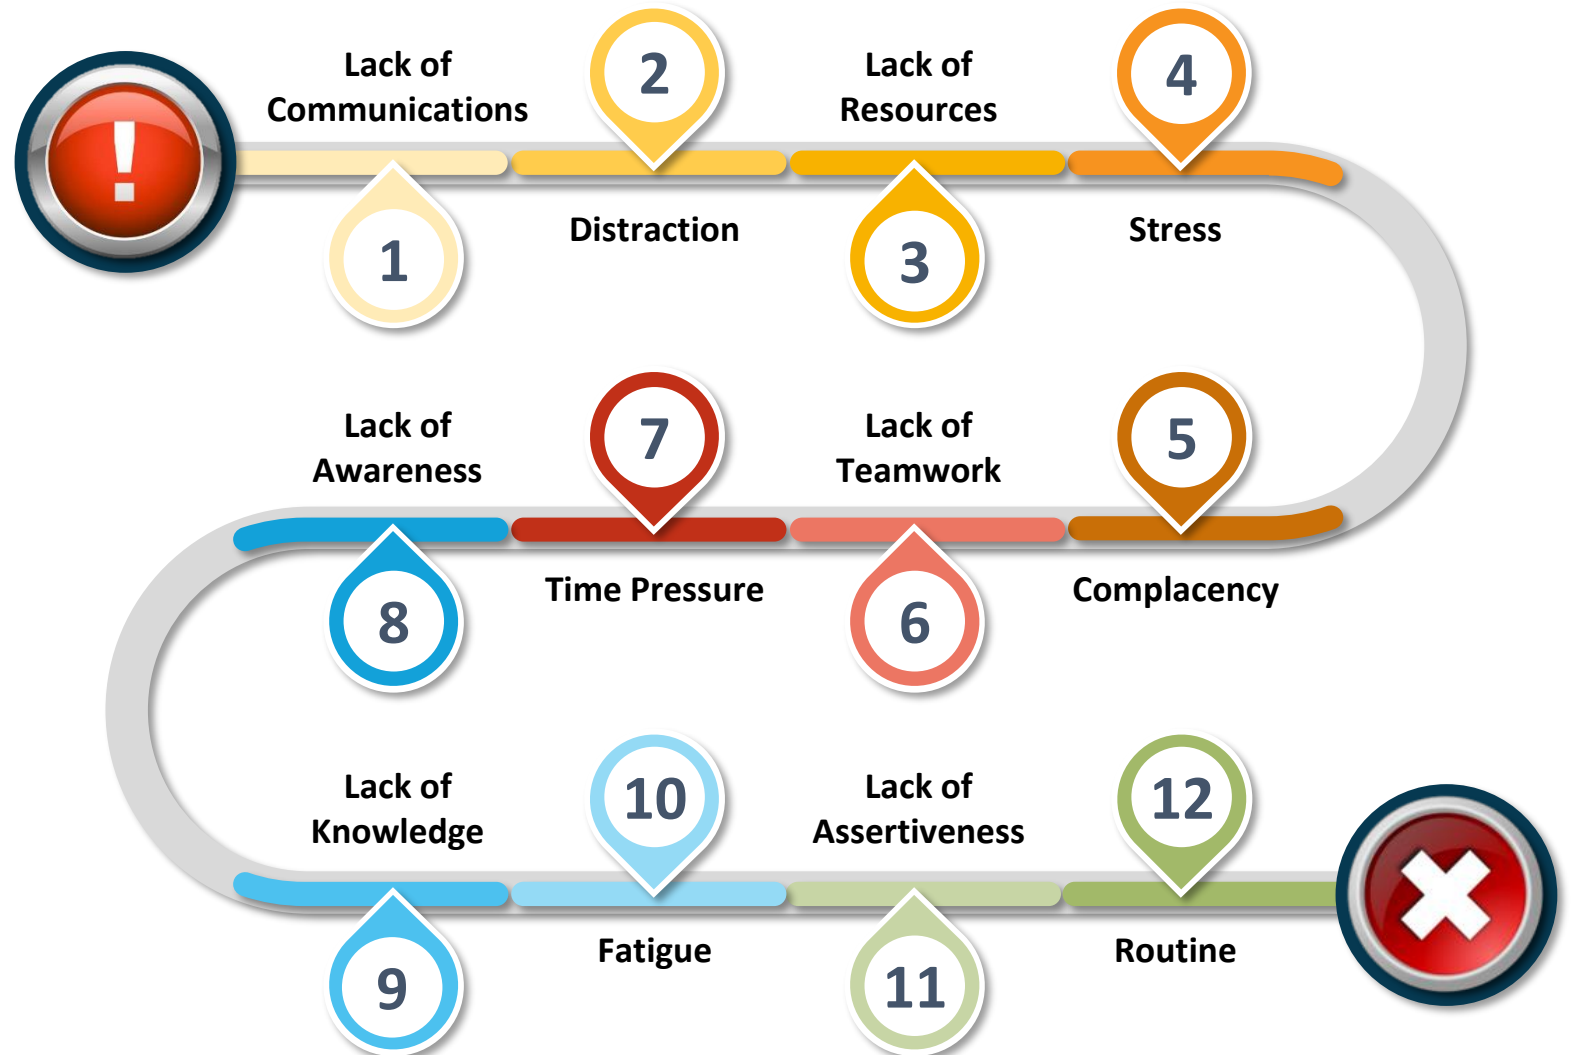 Lack of
Communications
1
2
Distraction
Lack of
Resources
3
4
Stress
5
Complacency
Lack of
Teamwork
6
7
Time Pressure
Lack of
Awareness
8
Lack of
Knowledge
9
10
Fatigue
Lack of
Assertiveness
11
12
Routine